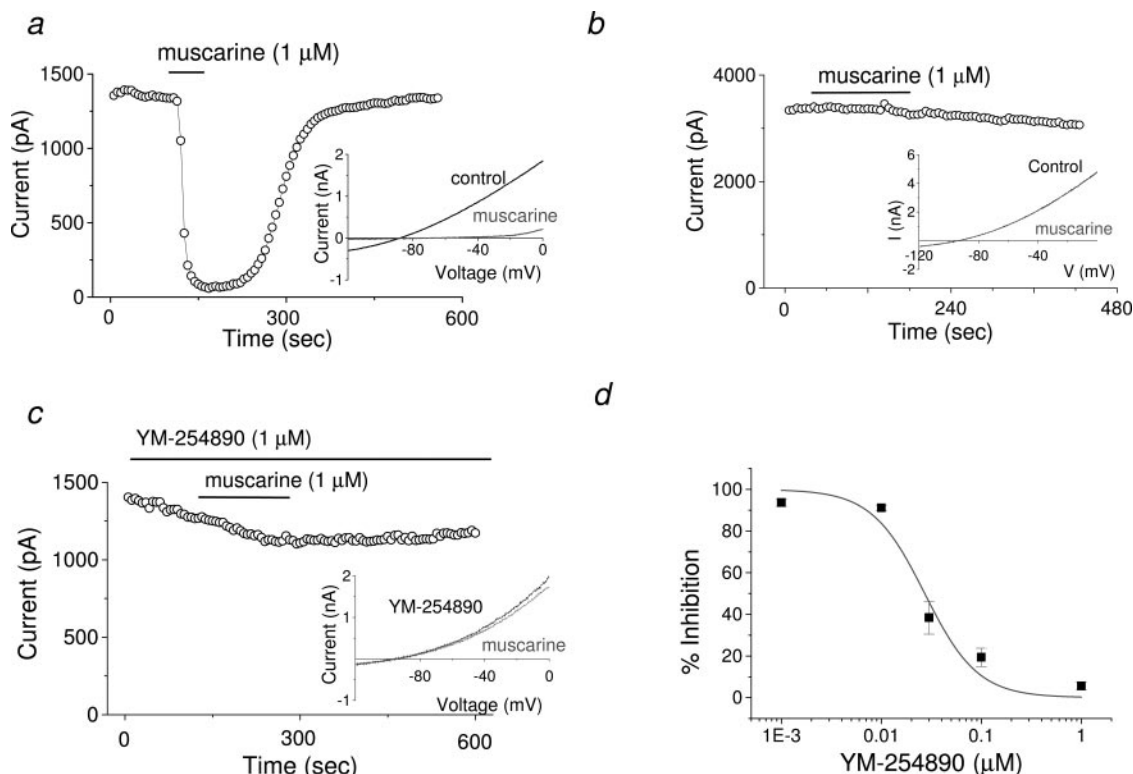 a
muscarine (1 μM)
1500
1000
500
0
Current (pA)
0
300
600
Time (sec)
2
1
0
-1
Current (nA)
control
muscarine
-80
-40
0
Voltage (mV)
b
muscarine (1 μM)
4000
3000
2000
Current (pA)
0
240
480
Time (sec)
6
4
2
-2
I (nA)
Control
muscarine
-120
-80
-40
V (mV)
c
YM-254890 (1 μM)
muscarine (1 μM)
1500
1000
500
0
Current (pA)
0
300
600
Time (sec)
2
1
-1
Current (nA)
YM-254890
muscarine
-80
-40
0
Voltage (mV)
d
100
80
60
40
20
0
% Inhibition
1E-3
0.01
0.1
1
YM-254890 (μM)